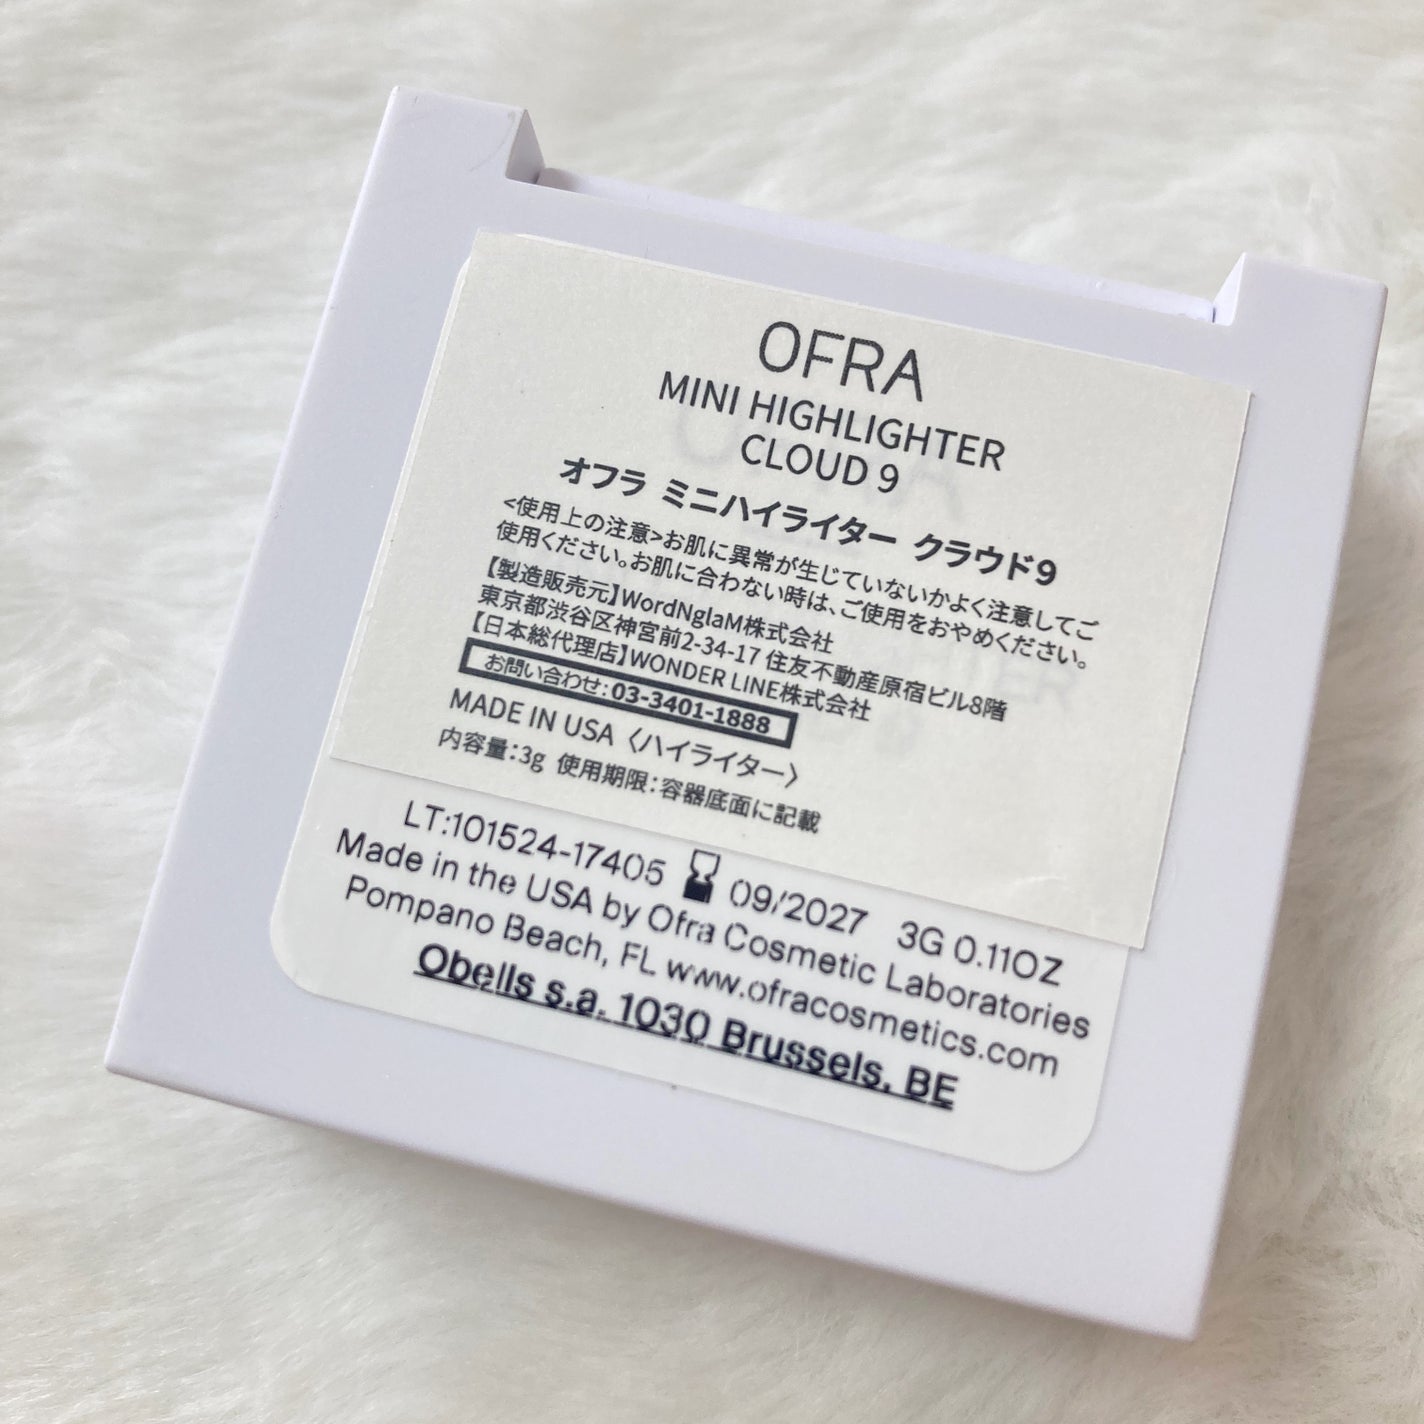 OFRA
MINI HIGHLIGHTER
CLOUD 9
オフラ ミニハイライター クラウド9
<使用上の注意>お肌に異常が生じていないかよく注意してご
使用ください。お肌に合わない時は、ご使用をおやめください。
【製造販売元】WordNglaM株式会社
東京都渋谷区神宮前2-34-17 住友不動産原宿ビル8階
【日本総代理店】WONDER LINE株式会社
お問い合わせ:03-3401-1888
MADE IN USA 〈ハイライター〉
内容量:3g 使用期限:容器底面に記載
LT:101524-17405 09/2027 3G 0.11OZ
Made in the USA by Ofra Cosmetic Laboratories
Pompano Beach, FL www.ofracosmetics.com
Obells s.a. 1030 Brussels, BE